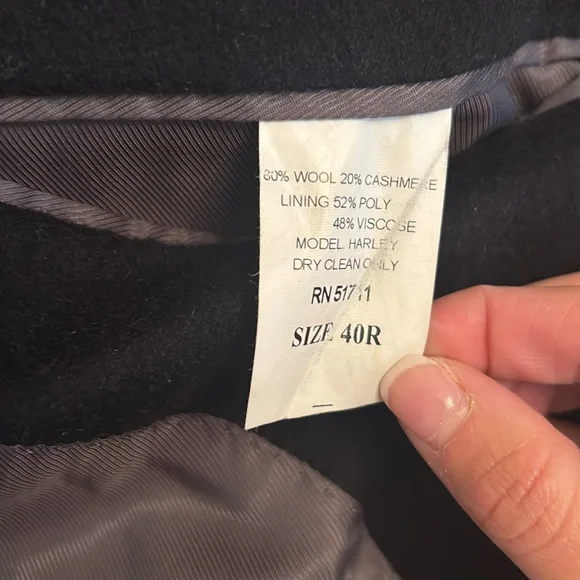 80% WOOL 20% CASHMERE
LINING 52% POLY
48% VISCOSE
MODEL HARLEY
DRY CLEAN ONLY
RN 51711
SIZE 40R